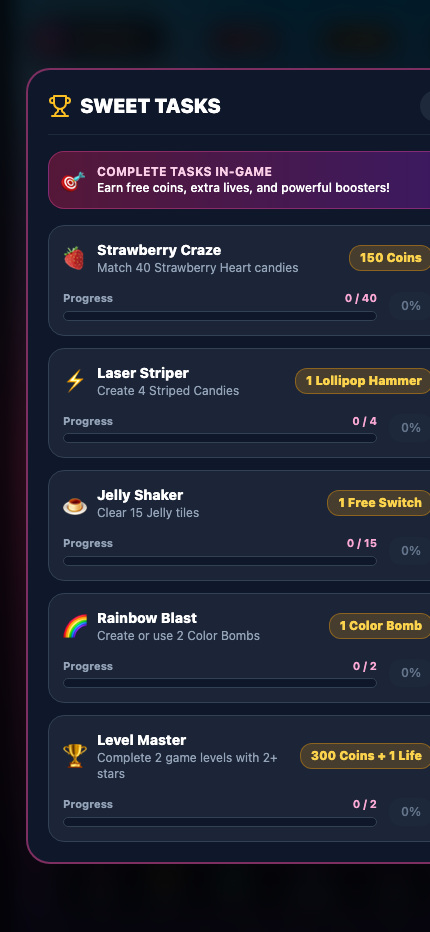 SWEET TASKS
COMPLETE TASKS IN-GAME
Earn free coins, extra lives, and powerful boosters!
Strawberry Craze
Match 40 Strawberry Heart candies
150 Coins
Progress
0 / 40
0%
Laser Striper
Create 4 Striped Candies
1 Lollipop Hammer
Progress
0 / 4
0%
Jelly Shaker
Clear 15 Jelly tiles
1 Free Switch
Progress
0 / 15
0%
Rainbow Blast
Create or use 2 Color Bombs
1 Color Bomb
Progress
0 / 2
0%
Level Master
Complete 2 game levels with 2+
stars
300 Coins + 1 Life
Progress
0 / 2
0%